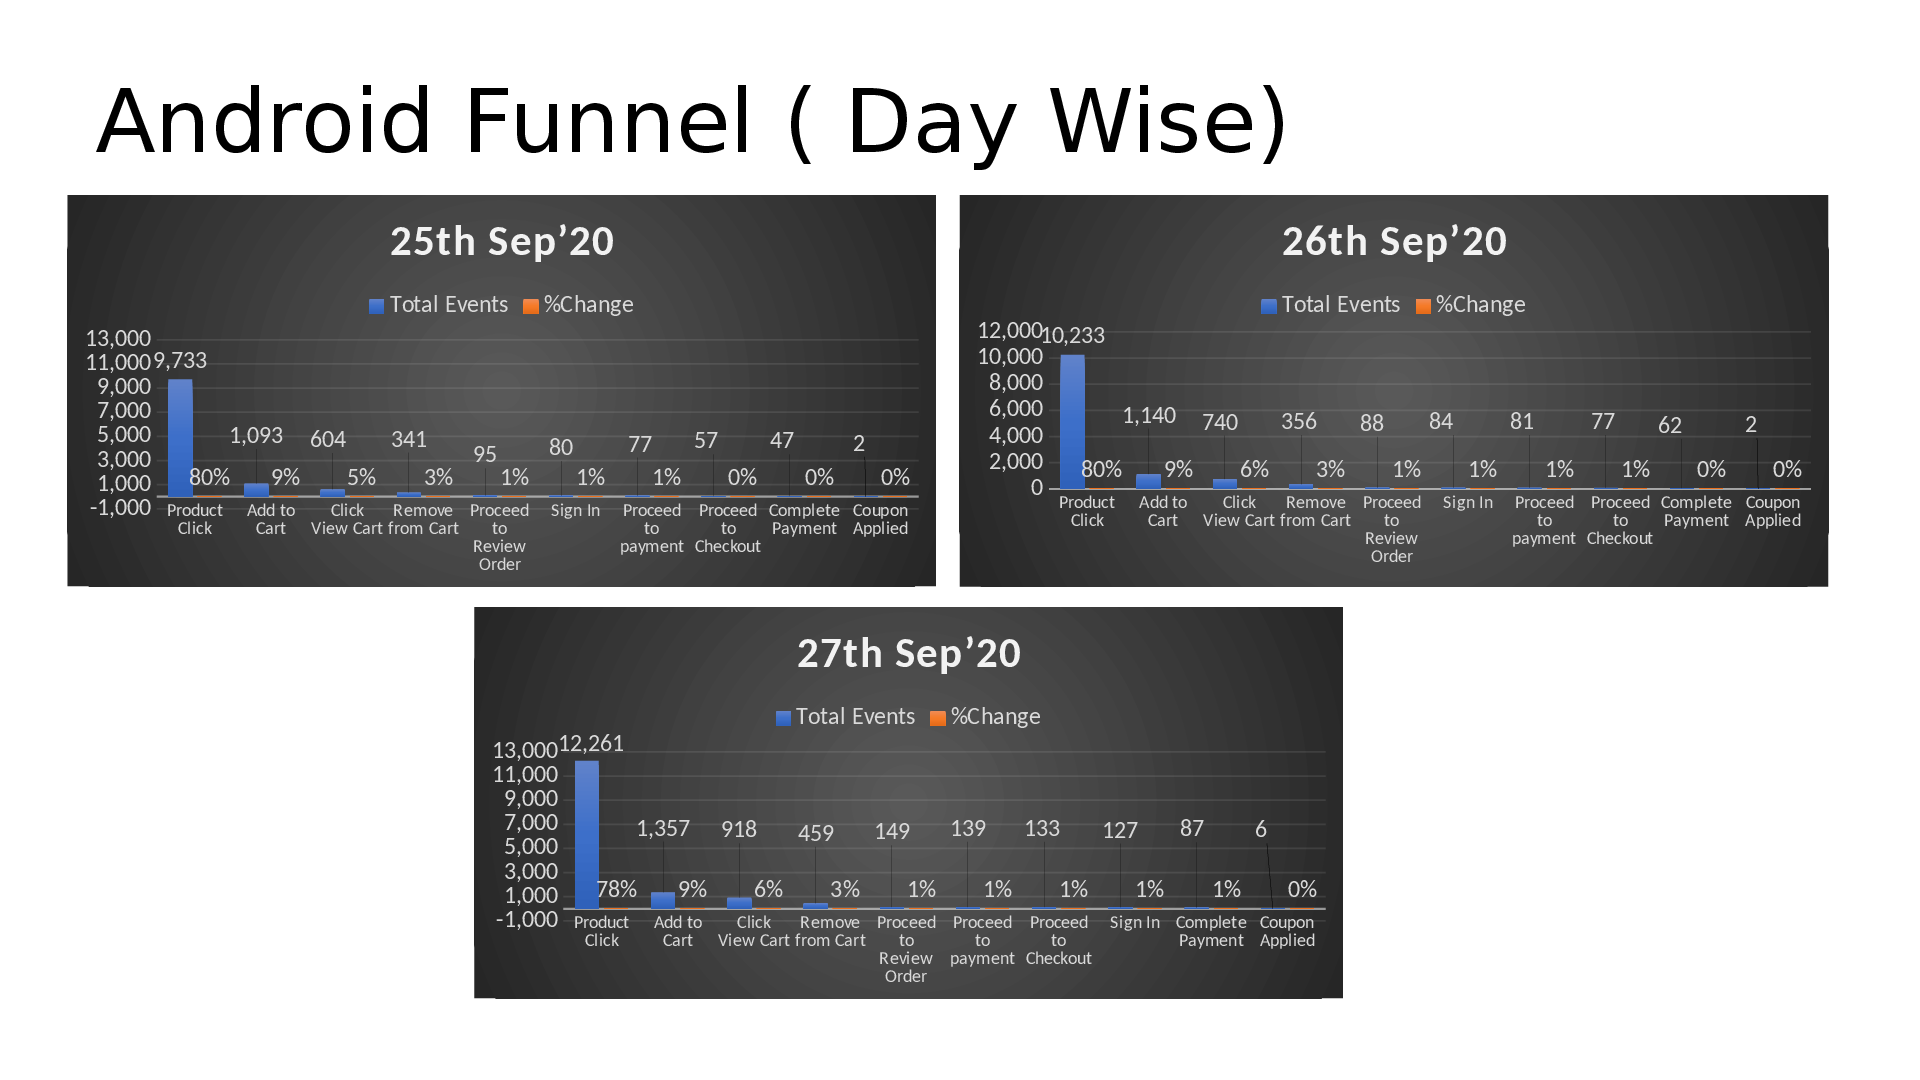 Android Funnel ( Day Wise)
25th Sep’20
Total Events %Change
13,000
11,000
9,000
7,000
5,000
3,000
1,000
-1,000
9,733 1,093 604 341 95 80 77 57 47 2
80% 9% 5% 3% 1% 1% 1% 0% 0% 0%
Product Click
Add to Cart
Click View Cart
Remove from Cart
Proceed to Review Order
Sign In
Proceed to payment
Proceed to Checkout
Complete Payment
Coupon Applied
26th Sep’20
Total Events %Change
12,000
10,000
8,000
6,000
4,000
2,000
0
10,233 1,140 740 356 88 84 81 77 62 2
80% 9% 6% 3% 1% 1% 1% 1% 0% 0%
Product Click
Add to Cart
Click View Cart
Remove from Cart
Proceed to Review Order
Sign In
Proceed to payment
Proceed to Checkout
Complete Payment
Coupon Applied
27th Sep’20
Total Events %Change
13,000
11,000
9,000
7,000
5,000
3,000
1,000
-1,000
12,261 1,357 918 459 149 139 133 127 87 6
78% 9% 6% 3% 1% 1% 1% 1% 1% 0%
Product Click
Add to Cart
Click View Cart
Remove from Cart
Proceed to Review Order
Proceed to payment
Proceed to Checkout
Sign In
Complete Payment
Coupon Applied